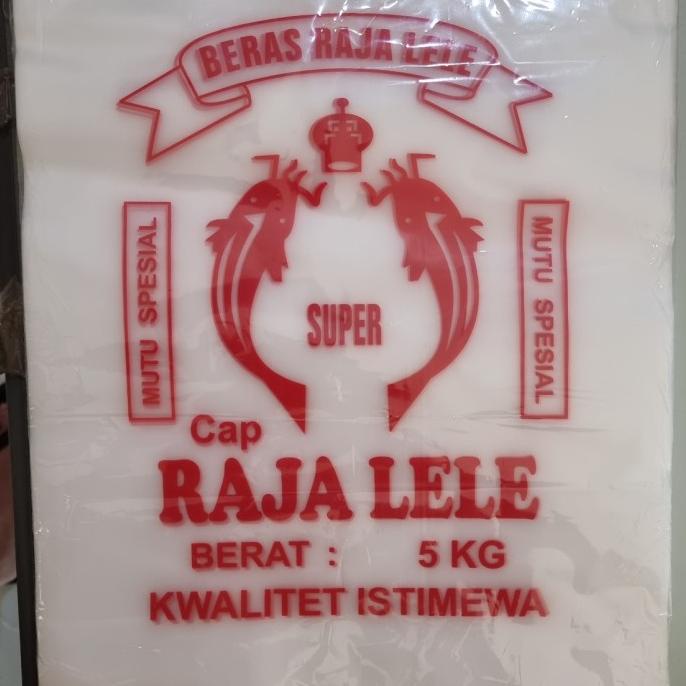 BERAS RAJA LELE
MUTU SPESIAL
SUPER
MUTU SPESIAL
Cap
RAJA LELE
BERAT : 5 KG
KWALITET ISTIMEWA